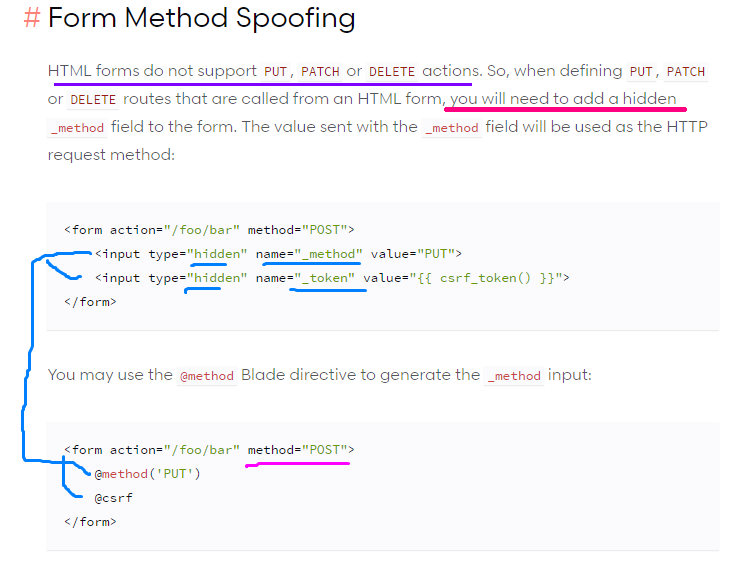 # Form Method Spoofing
HTML forms do not support PUT, PATCH or DELETE actions. So, when defining PUT, PATCH
or DELETE routes that are called from an HTML form, you will need to add a hidden
_method field to the form. The value sent with the _method field will be used as the HTTP
request method:
<form action="/foo/bar" method="POST">
<input type="hidden" name="_method" value="PUT">
<input type="hidden" name="_token" value="{{ csrf_token() }}">
</form>
You may use the @method Blade directive to generate the _method input:
<form action="/foo/bar" method="POST">
@method('PUT')
@csrf
</form>